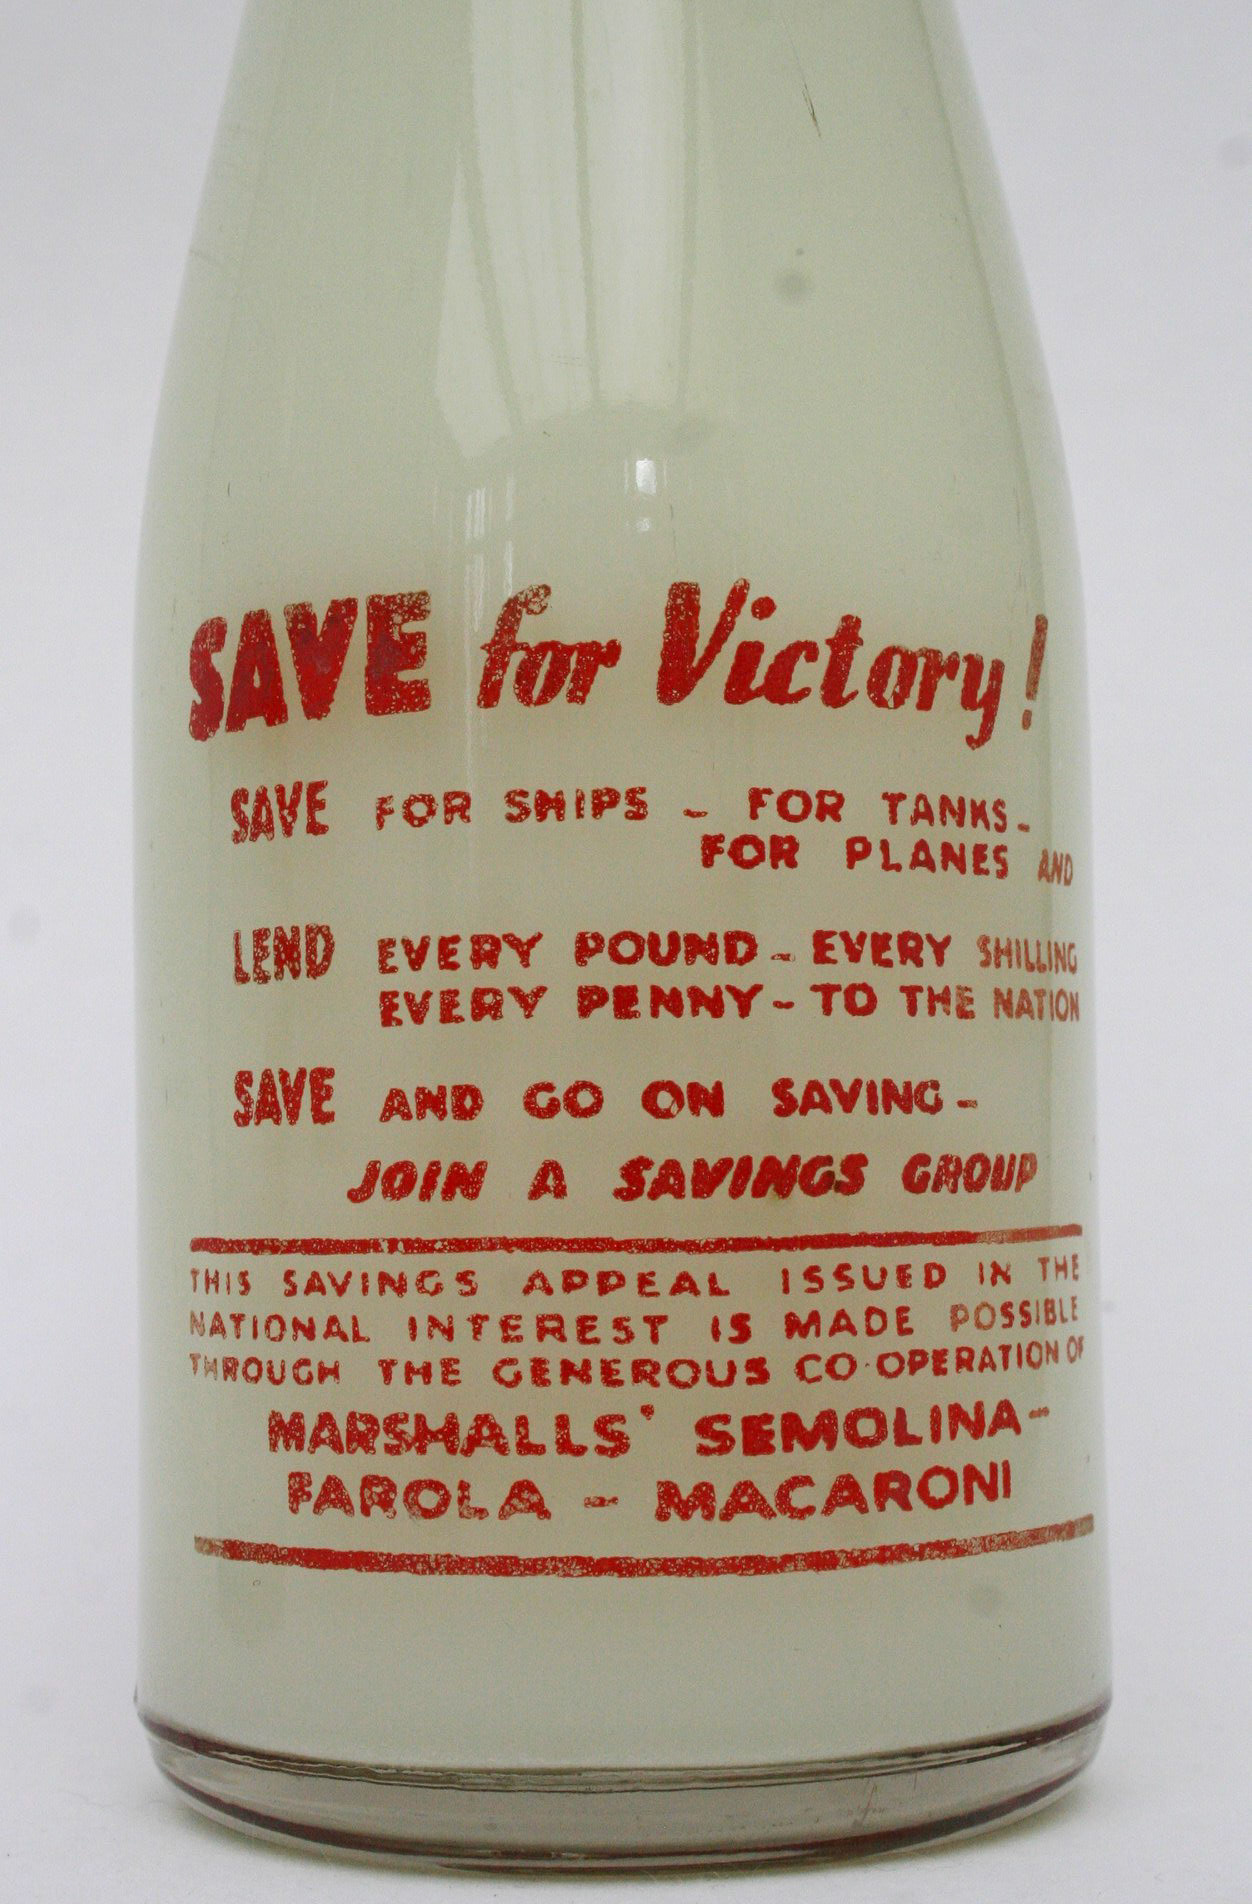 SAVE for Victory!
SAVE FOR SHIPS - FOR TANKS-
FOR PLANES AND
LEND EVERY POUND - EVERY SHILLING
EVERY PENNY - TO THE NATION
SAVE AND GO ON SAVING -
JOIN A SAVINGS GROUP
THIS SAVINGS APPEAL ISSUED IN THE
NATIONAL INTEREST IS MADE POSSIBLE
THROUGH THE GENEROUS CO-OPERATION OF
MARSHALLS' SEMOLINA-
FAROLA - MACARONI